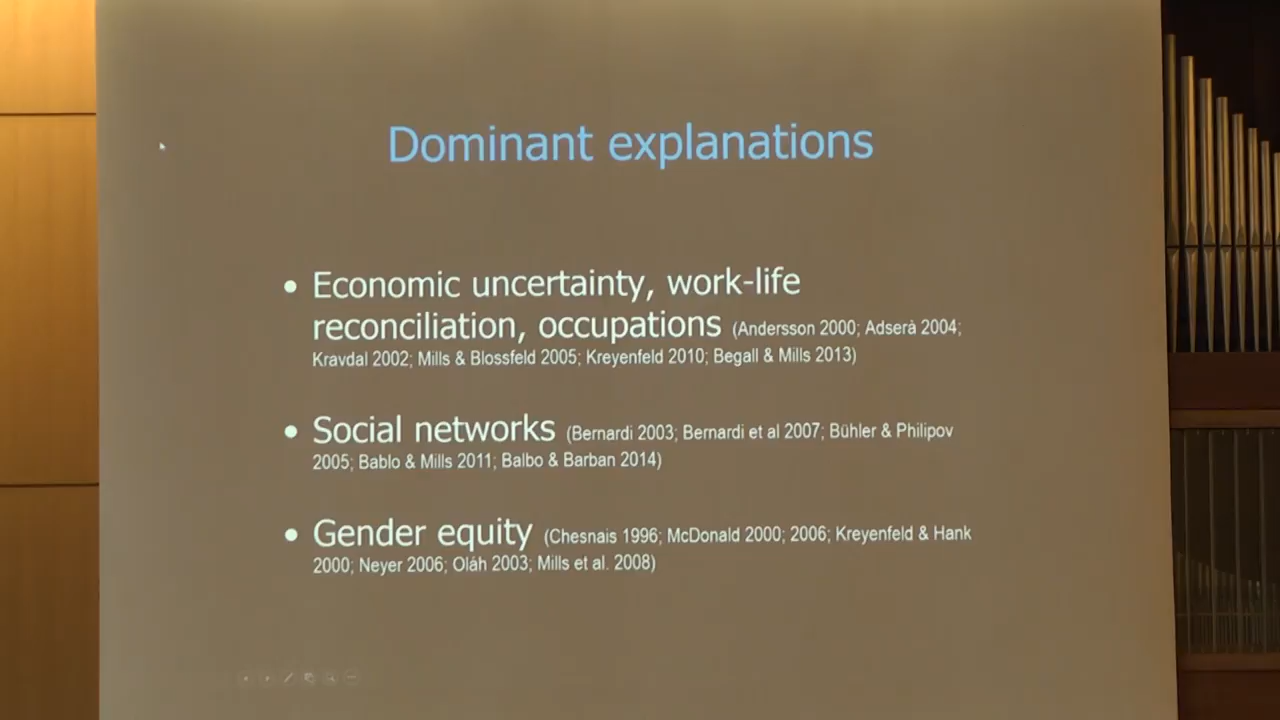 Dominant explanations
• Economic uncertainty, work-life
reconciliation, occupations (Andersson 2000; Adserà 2004;
Kravdal 2002; Mills & Blossfeld 2005; Kreyenfeld 2010; Begall & Mills 2013)
• Social networks (Bernardi 2003; Bernardi et al 2007; Bühler & Philipov
2005; Bablo & Mills 2011; Balbo & Barban 2014)
• Gender equity (Chesnais 1996; McDonald 2000; 2006; Kreyenfeld & Hank
2000; Neyer 2006; Oláh 2003; Mills et al. 2008)